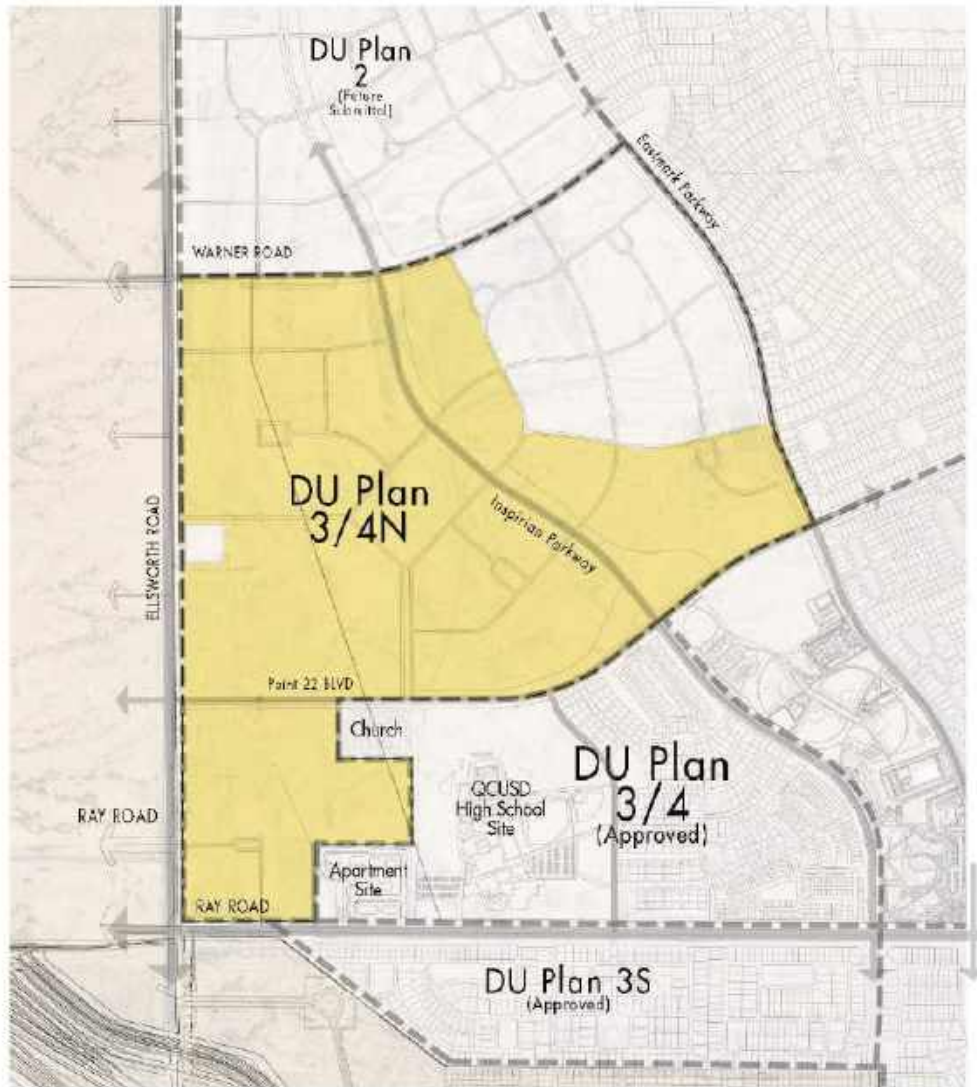 DU Plan
2
(Future
Submittal)
Eastmark Parkway
WARNER ROAD
DU Plan
3/4N
Inspirian Parkway
ELLSWORTH ROAD
Point 22 BLVD
Church
DU Plan
3/4
(Approved)
QCUSD
High School
Site
RAY ROAD
Apartment
Site
RAY ROAD
DU Plan 3S
(Approved)